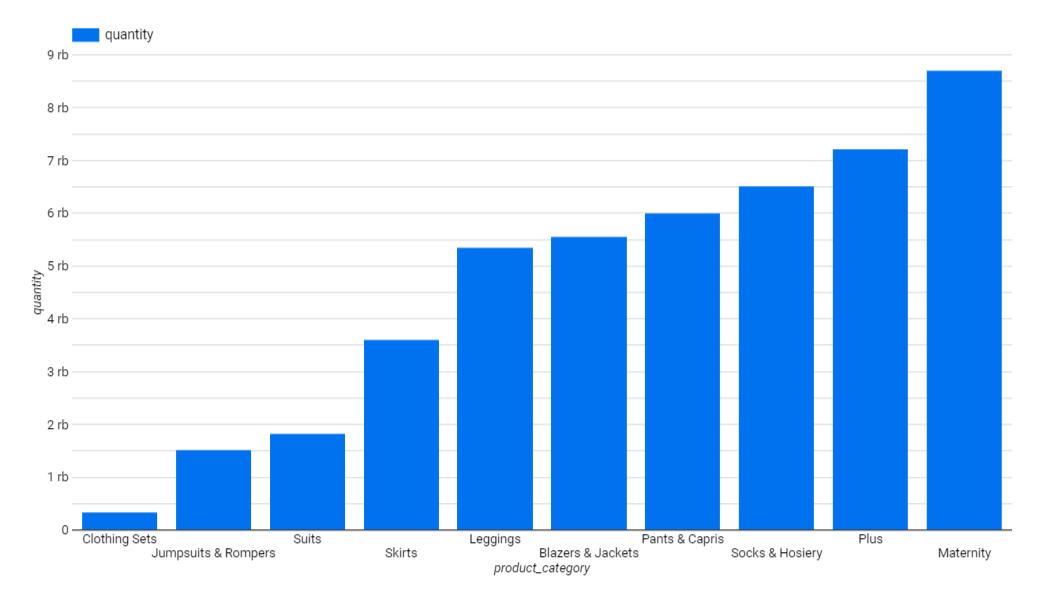 quantity
9 rb
8 rb
7 rb
6 rb
5 rb
4 rb
3 rb
2 rb
1 rb
0
quantity
Clothing Sets
Jumpsuits & Rompers
Suits
Skirts
Leggings
Blazers & Jackets
Pants & Capris
Socks & Hosiery
Plus
Maternity
product_category